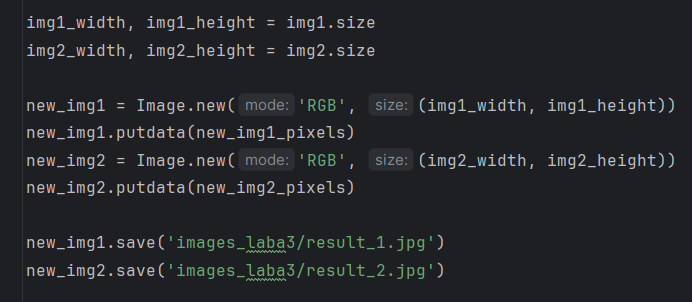 img1_width, img1_height = img1.size
img2_width, img2_height = img2.size
new_img1 = Image.new( mode: 'RGB', size: (img1_width, img1_height))
new_img1.putdata(new_img1_pixels)
new_img2 = Image.new( mode: 'RGB', size: (img2_width, img2_height))
new_img2.putdata(new_img2_pixels)
new_img1.save('images_laba3/result_1.jpg')
new_img2.save('images_laba3/result_2.jpg')